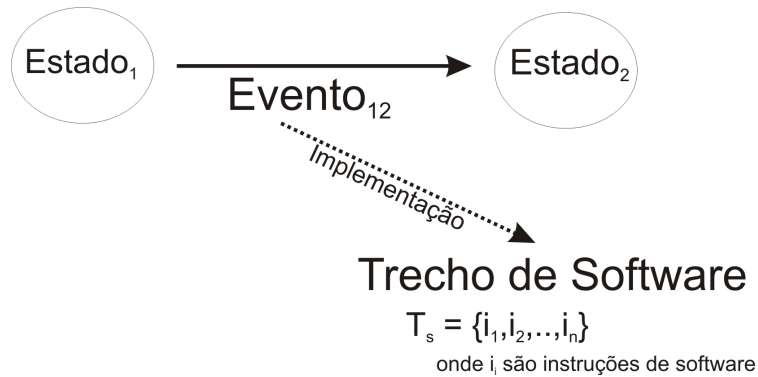 Estado₁
Estado₂
Evento₁₂
Implementação
Trecho de Software
Tₛ = {i₁,i₂,..,iₙ}
onde iᵢ são instruções de software